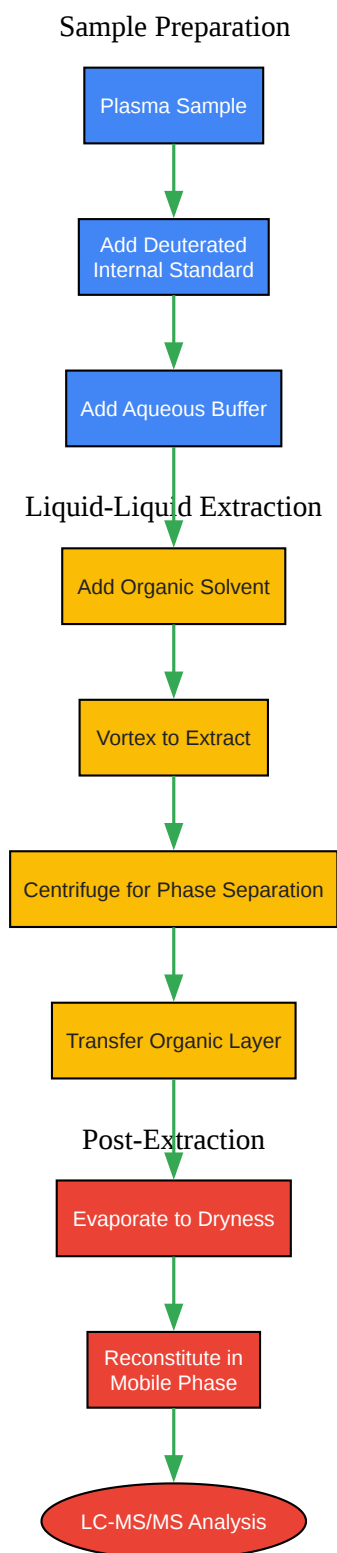 Sample Preparation
Plasma Sample
Add Deuterated
Internal Standard
Add Aqueous Buffer
Liquid-Liquid Extraction
Add Organic Solvent
Vortex to Extract
Centrifuge for Phase Separation
Transfer Organic Layer
Post-Extraction
Evaporate to Dryness
Reconstitute in
Mobile Phase
LC-MS/MS Analysis